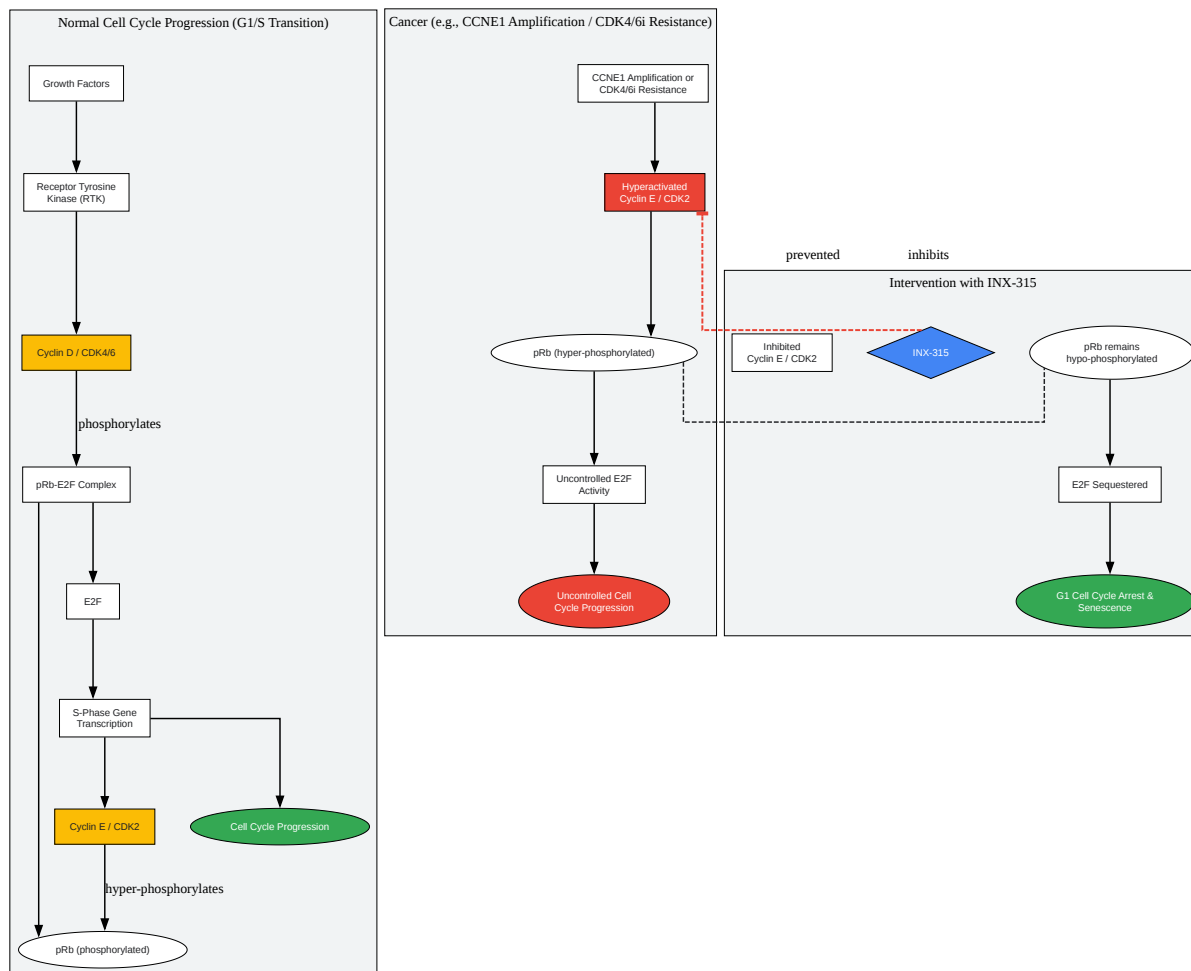 Normal Cell Cycle Progression (G1/S Transition)
Growth Factors
Receptor Tyrosine
Kinase (RTK)
Cyclin D / CDK4/6
phosphorylates
pRb-E2F Complex
E2F
S-Phase Gene
Transcription
Cyclin E / CDK2
Cell Cycle Progression
hyper-phosphorylates
pRb (phosphorylated)
Cancer (e.g., CCNE1 Amplification / CDK4/6i Resistance)
CCNE1 Amplification or
CDK4/6i Resistance
Hyperactivated
Cyclin E / CDK2
pRb (hyper-phosphorylated)
Uncontrolled E2F
Activity
Uncontrolled Cell
Cycle Progression
prevented
inhibits
Intervention with INX-315
Inhibited
Cyclin E / CDK2
INX-315
pRb remains
hypo-phosphorylated
E2F Sequestered
G1 Cell Cycle Arrest &
Senescence